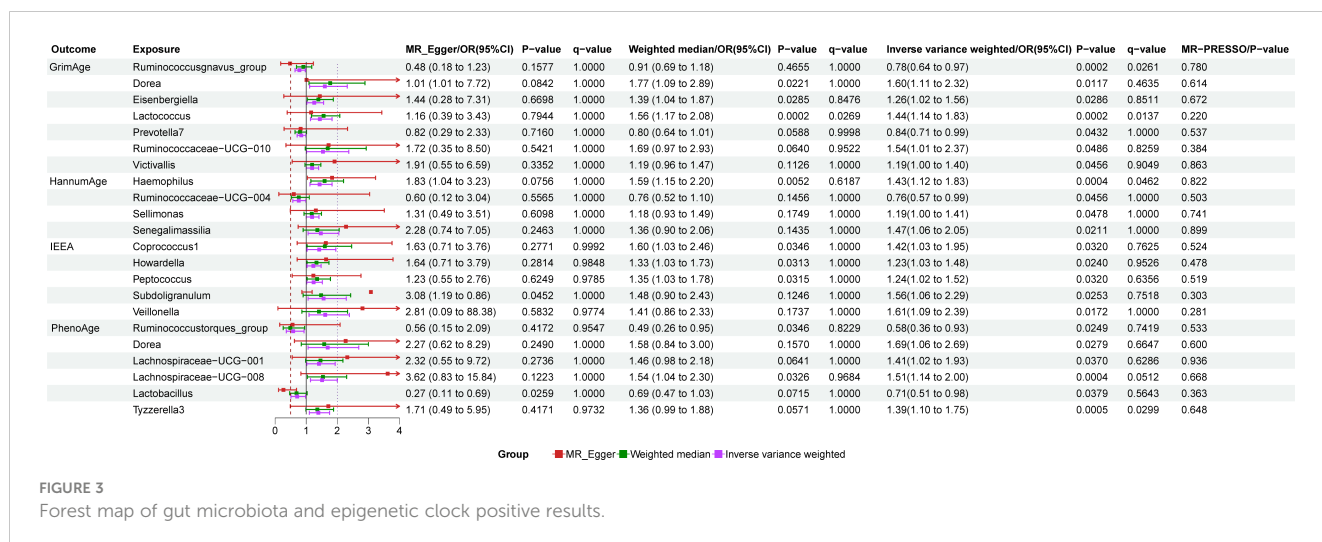 Outcome Exposure MR_Egger/OR(95%CI) P-value q-value Weighted median/OR(95%CI) P-value q-value Inverse variance weighted/OR(95%CI) P-value q-value MR-PRESSO/P-value
GrimAge Ruminococcusgnavus_group 0.48 (0.18 to 1.23) 0.1577 1.0000 0.91 (0.69 to 1.18) 0.4655 1.0000 0.78(0.64 to 0.97) 0.0002 0.0261 0.780
Dorea 1.01 (1.01 to 7.72) 0.0842 1.0000 1.77 (1.09 to 2.89) 0.0221 1.0000 1.60(1.11 to 2.32) 0.0117 0.4635 0.614
Eisenbergiella 1.44 (0.28 to 7.31) 0.6698 1.0000 1.39 (1.04 to 1.87) 0.0285 0.8476 1.26(1.02 to 1.56) 0.0286 0.8511 0.672
Lactococcus 1.16 (0.39 to 3.43) 0.7944 1.0000 1.56 (1.17 to 2.08) 0.0002 0.0269 1.44(1.14 to 1.83) 0.0002 0.0137 0.220
Prevotella7 0.82 (0.29 to 2.33) 0.7160 1.0000 0.80 (0.64 to 1.01) 0.0588 0.9998 0.84(0.71 to 0.99) 0.0432 1.0000 0.537
Ruminococcaceae-UCG-010 1.72 (0.35 to 8.50) 0.5421 1.0000 1.69 (0.97 to 2.93) 0.0640 0.9522 1.54(1.01 to 2.37) 0.0486 0.8259 0.384
Victivallis 1.91 (0.55 to 6.59) 0.3352 1.0000 1.19 (0.96 to 1.47) 0.1126 1.0000 1.19(1.00 to 1.40) 0.0456 0.9049 0.863
HannumAge Haemophilus 1.83 (1.04 to 3.23) 0.0756 1.0000 1.59 (1.15 to 2.20) 0.0052 0.6187 1.43(1.12 to 1.83) 0.0004 0.0462 0.822
Ruminococcaceae-UCG-004 0.60 (0.12 to 3.04) 0.5565 1.0000 0.76 (0.52 to 1.10) 0.1456 1.0000 0.76(0.57 to 0.99) 0.0456 1.0000 0.503
Sellimonas 1.31 (0.49 to 3.51) 0.6098 1.0000 1.18 (0.93 to 1.49) 0.1749 1.0000 1.19(1.00 to 1.41) 0.0478 1.0000 0.741
Senegalimassilia 2.28 (0.74 to 7.05) 0.2463 1.0000 1.36 (0.90 to 2.06) 0.1435 1.0000 1.47(1.06 to 2.05) 0.0211 1.0000 0.899
IEEA Coprococcus1 1.63 (0.71 to 3.76) 0.2771 0.9992 1.60 (1.03 to 2.46) 0.0346 1.0000 1.42(1.03 to 1.95) 0.0320 0.7625 0.524
Howardella 1.64 (0.71 to 3.79) 0.2814 0.9848 1.33 (1.03 to 1.73) 0.0313 1.0000 1.23(1.03 to 1.48) 0.0240 0.9526 0.478
Peptococcus 1.23 (0.55 to 2.76) 0.6249 0.9785 1.35 (1.03 to 1.78) 0.0315 1.0000 1.24(1.02 to 1.52) 0.0320 0.6356 0.519
Subdoligranulum 3.08 (1.19 to 0.86) 0.0452 1.0000 1.48 (0.90 to 2.43) 0.1246 1.0000 1.56(1.06 to 2.29) 0.0253 0.7518 0.303
Veillonella 2.81 (0.09 to 88.38) 0.5832 0.9774 1.41 (0.86 to 2.33) 0.1737 1.0000 1.61(1.09 to 2.39) 0.0172 1.0000 0.281
PhenoAge Ruminococcustorques_group 0.56 (0.15 to 2.09) 0.4172 0.9547 0.49 (0.26 to 0.95) 0.0346 0.8229 0.58(0.36 to 0.93) 0.0249 0.7419 0.533
Dorea 2.27 (0.62 to 8.29) 0.2490 1.0000 1.58 (0.84 to 3.00) 0.1570 1.0000 1.69(1.06 to 2.69) 0.0279 0.6647 0.600
Lachnospiraceae-UCG-001 2.32 (0.55 to 9.72) 0.2736 1.0000 1.46 (0.98 to 2.18) 0.0641 1.0000 1.41(1.02 to 1.93) 0.0370 0.6286 0.936
Lachnospiraceae-UCG-008 3.62 (0.83 to 15.84) 0.1223 1.0000 1.54 (1.04 to 2.30) 0.0326 0.9684 1.51(1.14 to 2.00) 0.0004 0.0512 0.668
Lactobacillus 0.27 (0.11 to 0.69) 0.0259 1.0000 0.69 (0.47 to 1.03) 0.0715 1.0000 0.71(0.51 to 0.98) 0.0379 0.5643 0.363
Tyzzerella3 1.71 (0.49 to 5.95) 0.4171 0.9732 1.36 (0.99 to 1.88) 0.0571 1.0000 1.39(1.10 to 1.75) 0.0005 0.0299 0.648
0 1 2 3 4
Group MR_Egger Weighted median Inverse variance weighted
FIGURE 3
Forest map of gut microbiota and epigenetic clock positive results.